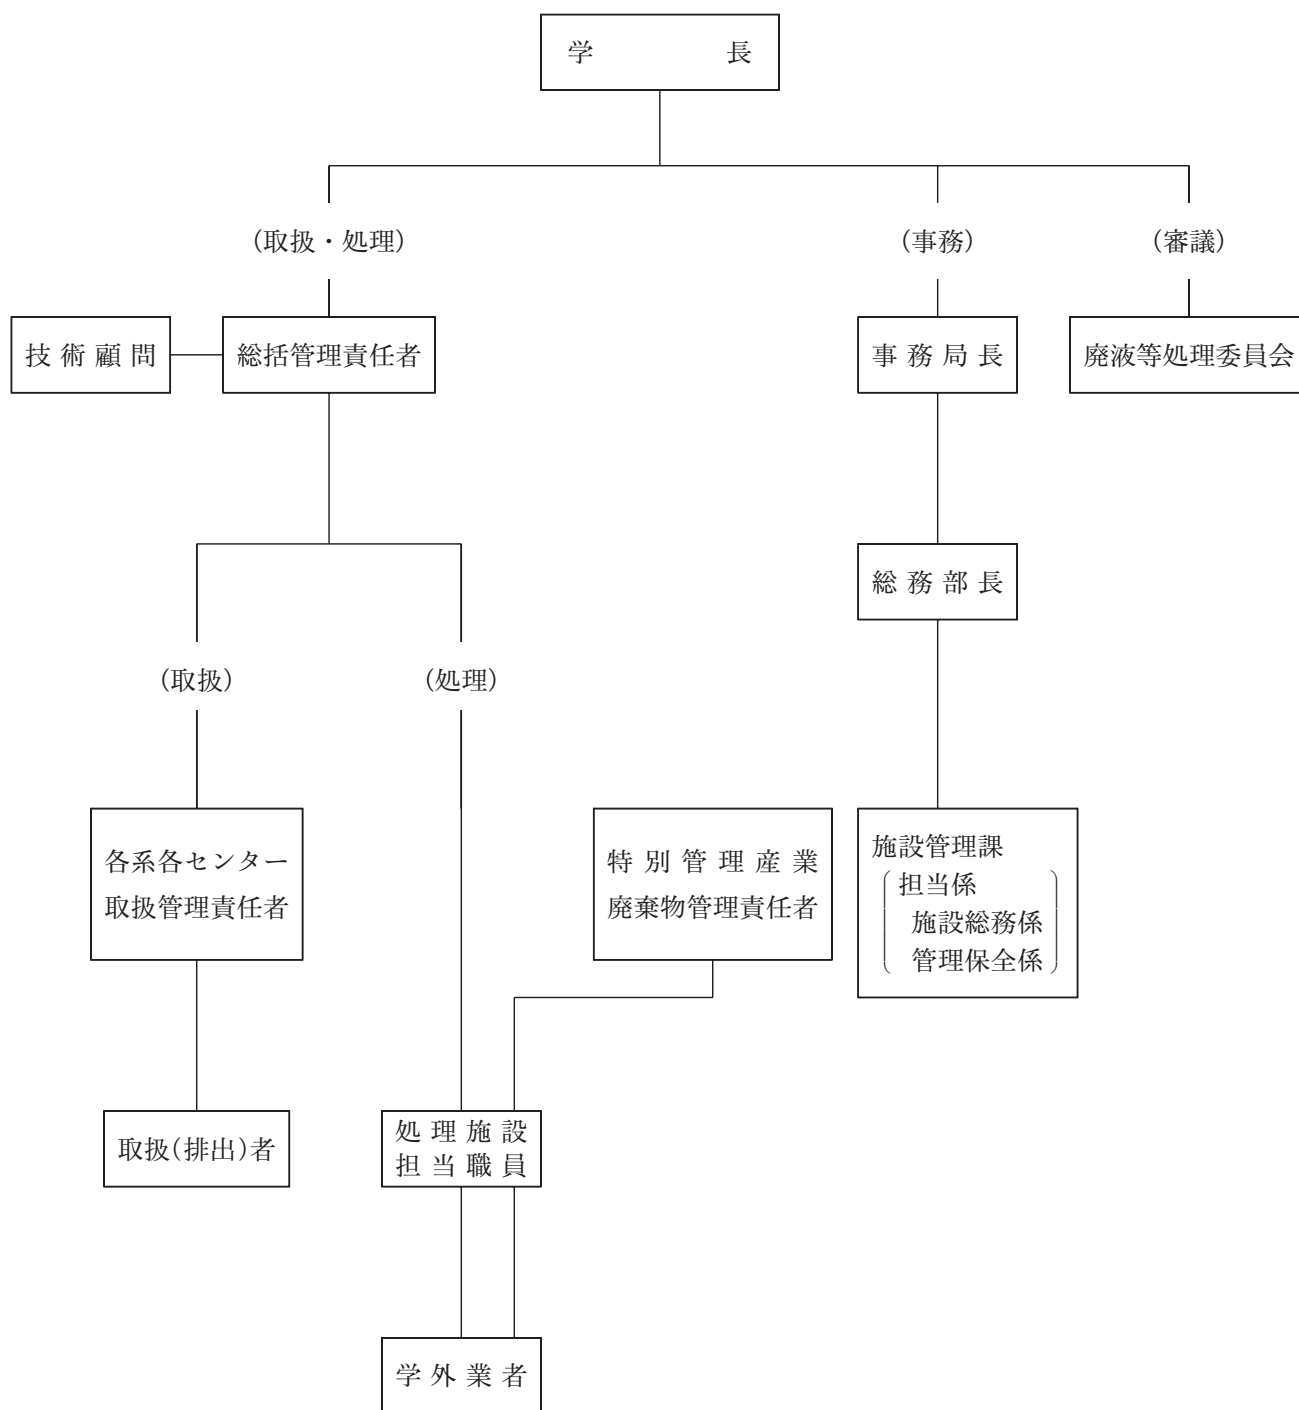 学長
(取扱・処理)
(事務)
(審議)
技術顧問
総括管理責任者
事務局長
廃液等処理委員会
総務部長
(取扱)
(処理)
各系各センター
取扱管理責任者
特別管理産業
廃棄物管理責任者
施設管理課
担当係
施設総務係
管理保全係
取扱(排出)者
処理施設
担当職員
学外業者